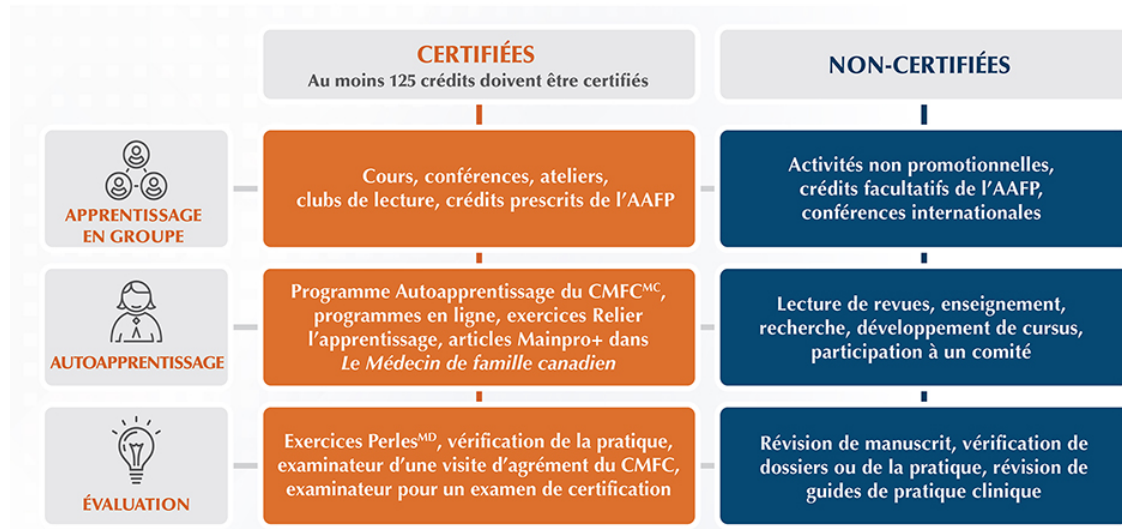 CERTIFIÉES
Au moins 125 crédits doivent être certifiés
NON-CERTIFIÉES
APPRENTISSAGE
EN GROUPE
Cours, conférences, ateliers,
clubs de lecture, crédits prescrits de l’AAFP
Activités non promotionnelles,
crédits facultatifs de l’AAFP,
conférences internationales
AUTOAPPRENTISSAGE
Programme Autoapprentissage du CMFCᴹᶜ,
programmes en ligne, exercices Relier
l’apprentissage, articles Mainpro+ dans
Le Médecin de famille canadien
Lecture de revues, enseignement,
recherche, développement de cursus,
participation à un comité
ÉVALUATION
Exercices Perlesᴹᴰ, vérification de la pratique,
examinateur d’une visite d’agrément du CMFC,
examinateur pour un examen de certification
Révision de manuscrit, vérification de
dossiers ou de la pratique, révision de
guides de pratique clinique